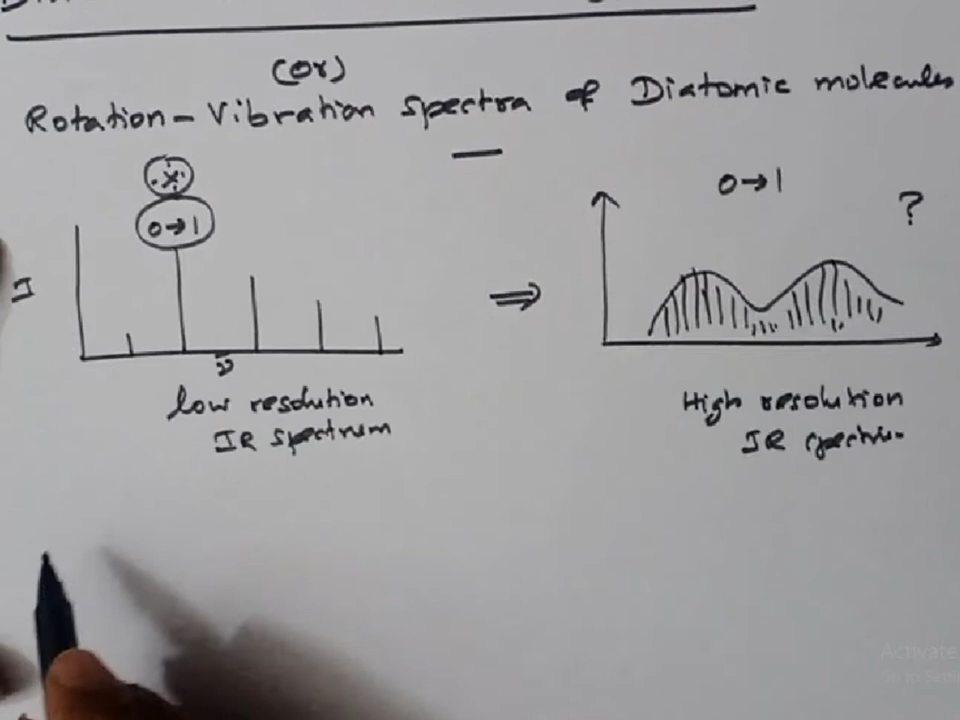 (or)
Rotation - Vibration spectra of Diatomic molecules
0→1
0→1
?
I
ν̄
low resolution
IR spectrum
High resolution
IR spectrum
Activate